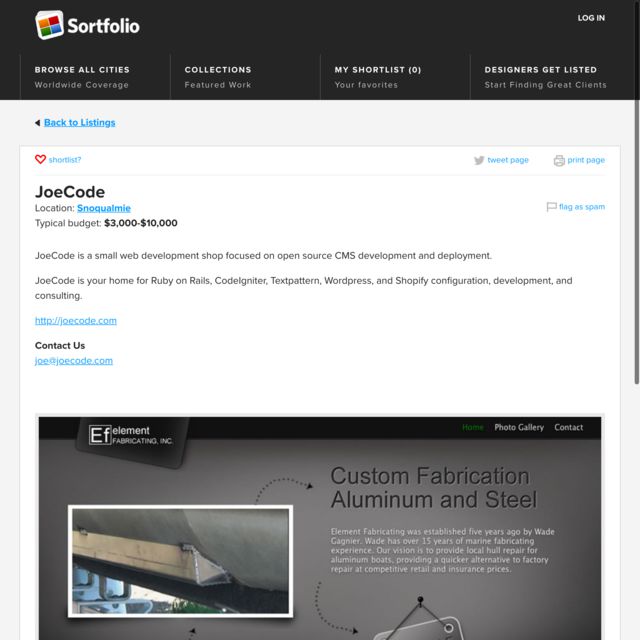 Sortfolio
LOG IN
BROWSE ALL CITIES
Worldwide Coverage
COLLECTIONS
Featured Work
MY SHORTLIST (0)
Your favorites
DESIGNERS GET LISTED
Start Finding Great Clients
Back to Listings
shortlist?
tweet page
print page
JoeCode
Location: Snoqualmie
flag as spam
Typical budget: $3,000-$10,000
JoeCode is a small web development shop focused on open source CMS development and deployment.
JoeCode is your home for Ruby on Rails, CodeIgniter, Textpattern, Wordpress, and Shopify configuration, development, and
consulting.
http://joecode.com
Contact Us
joe@joecode.com
Ef element
FABRICATING, INC.
Home
Photo Gallery
Contact
Custom Fabrication
Aluminum and Steel
Element Fabricating was established five years ago by Wade
Gagnier. Wade has over 15 years of marine fabricating
experience. Our vision is to provide local hull repair for
aluminum boats, providing a quicker alternative to factory
repair at competitive retail and insurance prices.